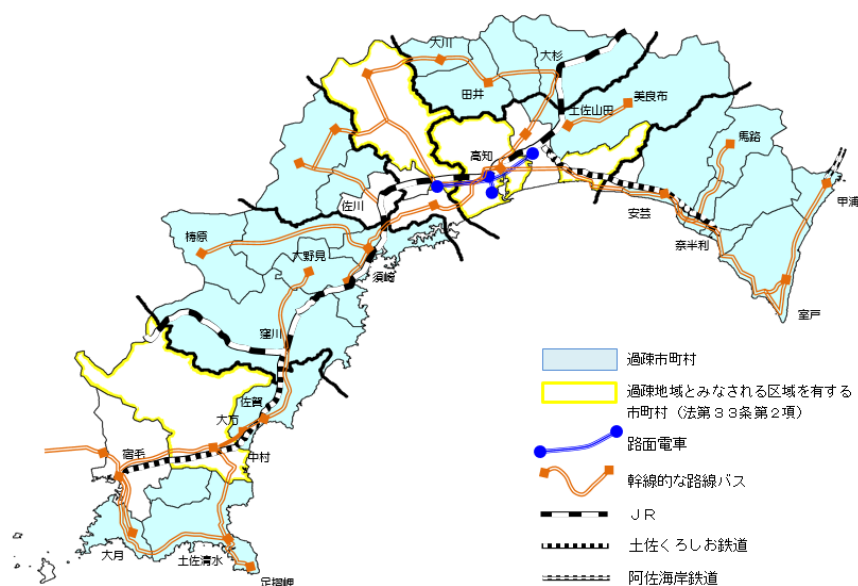 大川
大杉
田井
美良布
土佐山田
馬路
高知
甲浦
佐川
安芸
奈半利
梼原
大野見
須崎
室戸
窪川
過疎市町村
過疎地域とみなされる区域を有する
市町村（法第３３条第２項）
佐賀
大方
路面電車
宿毛
中村
幹線的な路線バス
ＪＲ
大月
土佐清水
土佐くろしお鉄道
足摺岬
阿佐海岸鉄道